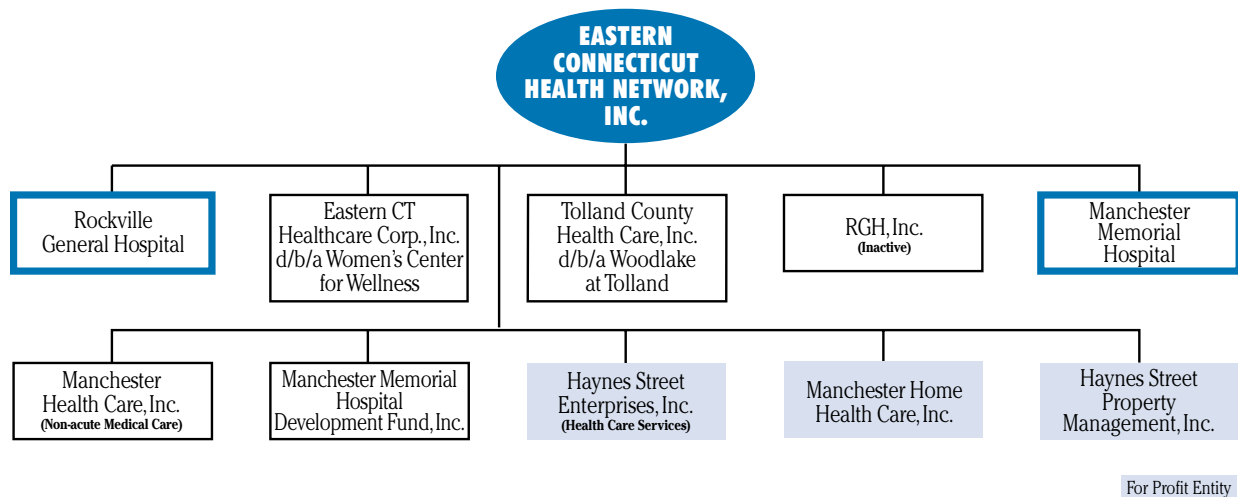 EASTERN
CONNECTICUT
HEALTH NETWORK,
INC.
Rockville
General Hospital
Eastern CT
Healthcare Corp., Inc.
d/b/a Women's Center
for Wellness
Tolland County
Health Care, Inc.
d/b/a Woodlake
at Tolland
RGH, Inc.
(Inactive)
Manchester
Memorial
Hospital
Manchester
Health Care, Inc.
(Non-acute Medical Care)
Manchester Memorial
Hospital
Development Fund, Inc.
Haynes Street
Enterprises, Inc.
(Health Care Services)
Manchester Home
Health Care, Inc.
Haynes Street
Property
Management, Inc.
For Profit Entity